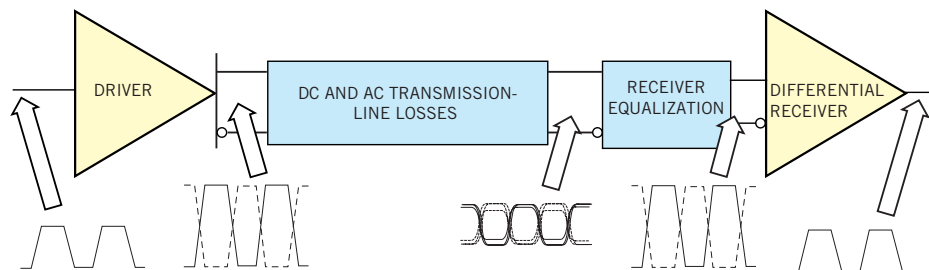 DRIVER
DC AND AC TRANSMISSION-
LINE LOSSES
RECEIVER
EQUALIZATION
DIFFERENTIAL
RECEIVER